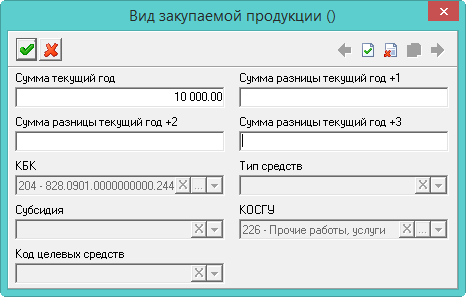 Вид закупаемой продукции ()
Сумма текущий год
Сумма разницы текущий год +1
10 000.00
Сумма разницы текущий год +2
Сумма разницы текущий год +3
КБК
Тип средств
204 - 828.0901.0000000000.244
Субсидия
КОСГУ
226 - Прочие работы, услуги
Код целевых средств